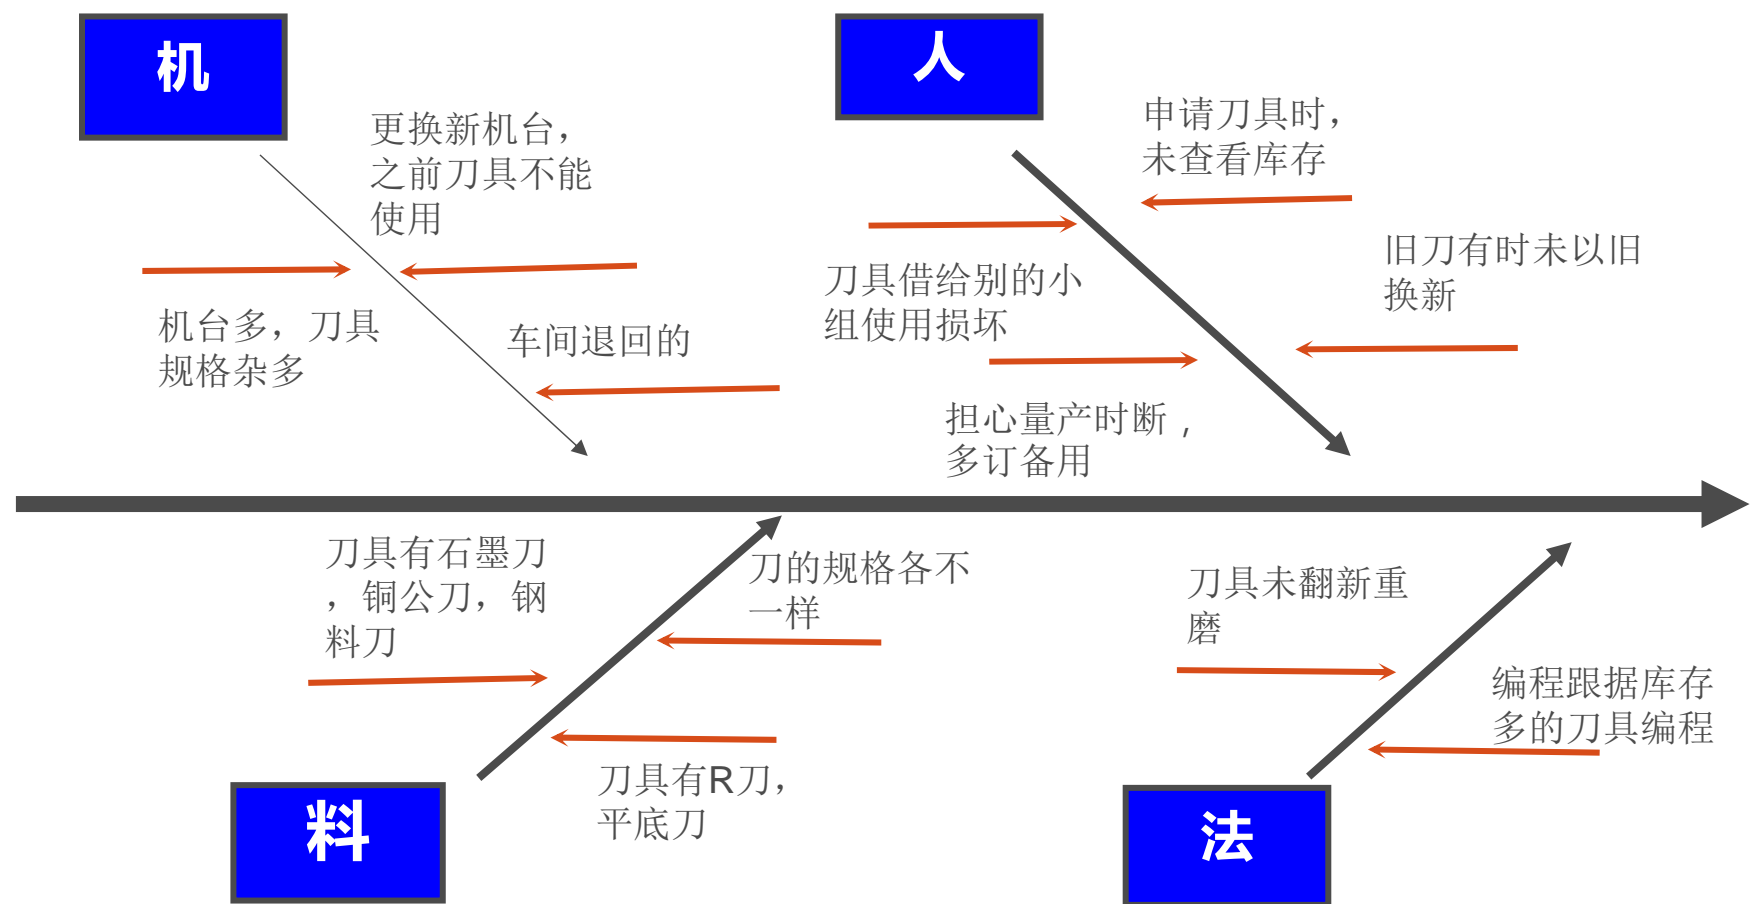 机
更换新机台，
之前刀具不能
使用
机台多，刀具
规格杂多
车间退回的
人
申请刀具时，
未查看库存
刀具借给别的小
组使用损坏
旧刀有时未以旧
换新
担心量产时断，
多订备用
刀具有石墨刀
，铜公刀，钢
料刀
刀的规格各不
一样
刀具有R刀，
平底刀
料
刀具未翻新重
磨
编程跟据库存
多的刀具编程
法